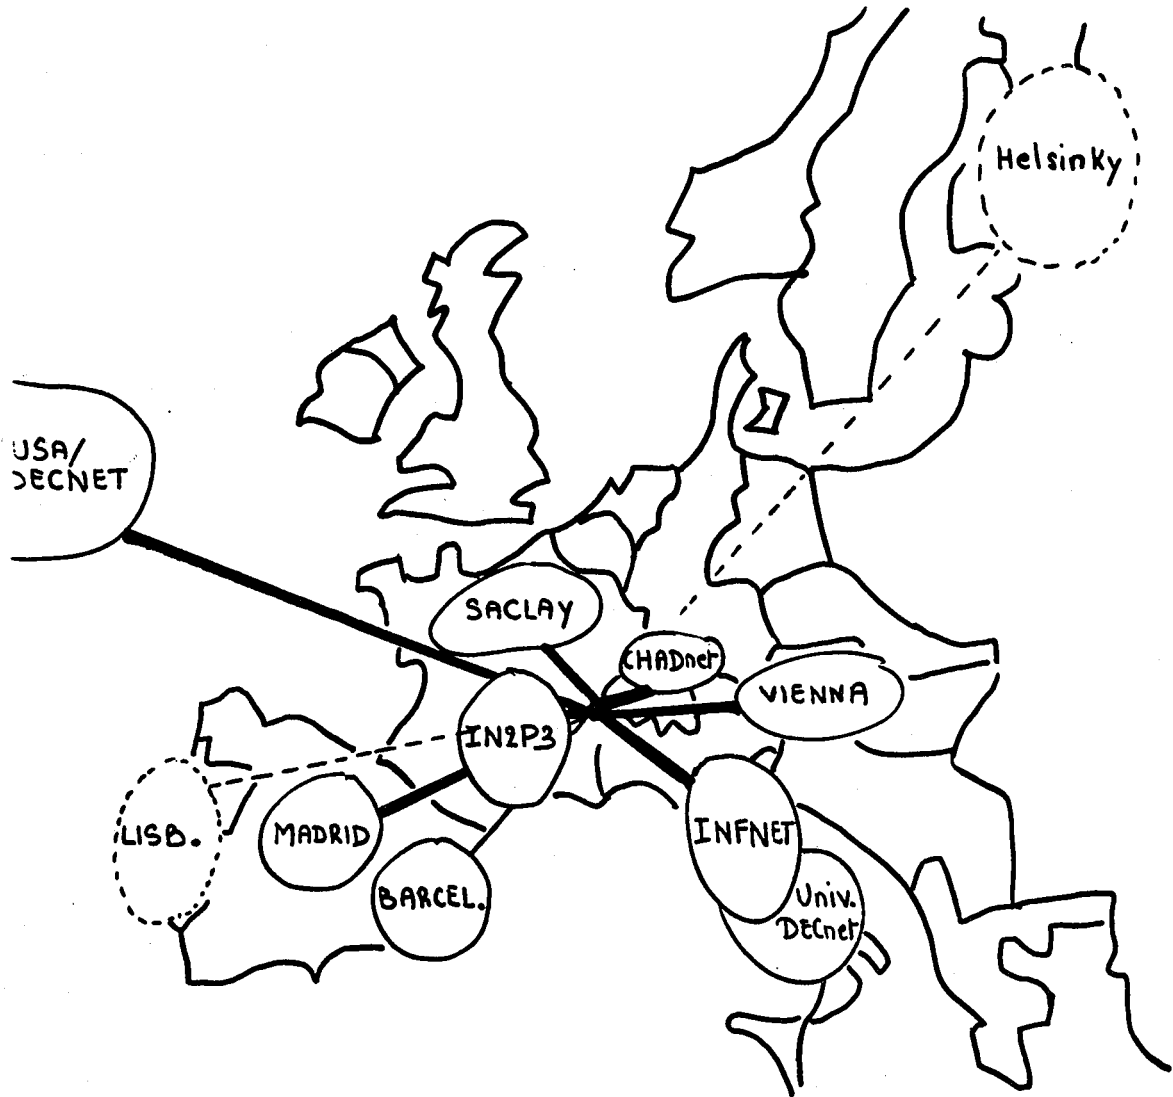 Helsinky
USA/
DECNET
SACLAY
CHADnet
VIENNA
IN2P3
LISB.
MADRID
INFNET
BARCEL.
Univ.
DECnet